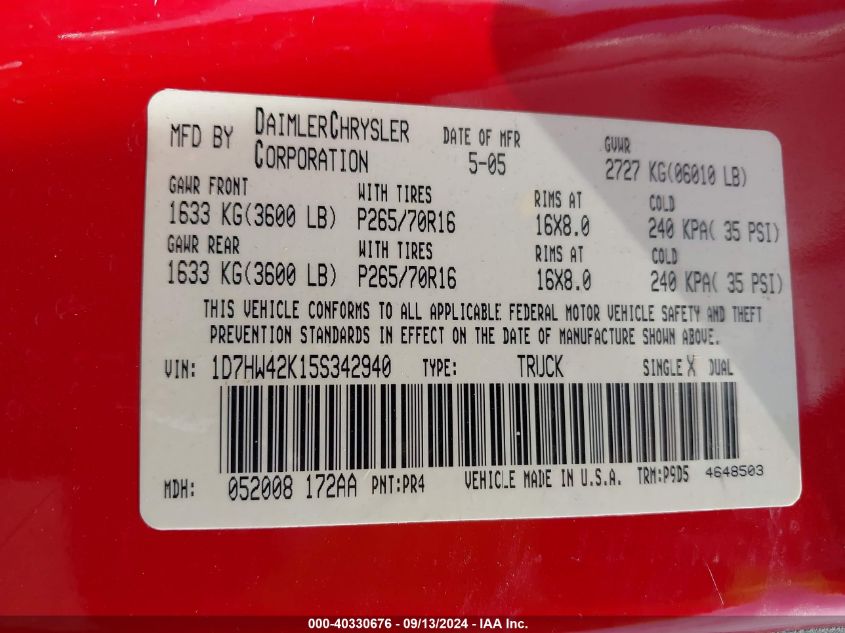 MFD BY DAIMLERCHRYSLER CORPORATION DATE OF MFR 5-05 GVWR 2727 KG(06010 LB)
GAWR FRONT WITH TIRES RIMS AT COLD
1633 KG(3600 LB) P265/70R16 16X8.0 240 KPA( 35 PSI)
GAWR REAR WITH TIRES RIMS AT COLD
1633 KG(3600 LB) P265/70R16 16X8.0 240 KPA( 35 PSI)
THIS VEHICLE CONFORMS TO ALL APPLICABLE FEDERAL MOTOR VEHICLE SAFETY AND THEFT
PREVENTION STANDARDS IN EFFECT ON THE DATE OF MANUFACTURE SHOWN ABOVE.
VIN: 1D7HW42K15S342940 TYPE: TRUCK SINGLE X DUAL
MDH: 052008 172AA PNT:PR4 VEHICLE MADE IN U.S.A. TRM:P9D5 4648503
000-40330676 - 09/13/2024 - IAA Inc.